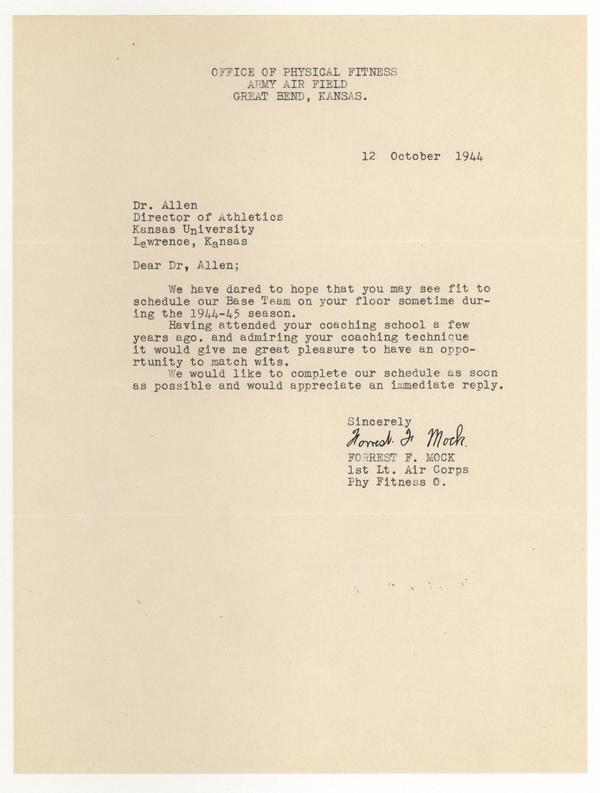 OFFICE OF PHYSICAL FITNESS
ARMY AIR FIELD
GREAT BEND, KANSAS.
12 October 1944
Dr. Allen
Director of Athletics
Kansas University
Lawrence, Kansas
Dear Dr, Allen;
We have dared to hope that you may see fit to
schedule our Base Team on your floor sometime dur-
ing the 1944-45 season.
Having attended your coaching school a few
years ago. and admiring your coaching technique
it would give me great pleasure to have an oppo-
rtunity to match wits.
We would like to complete our schedule as soon
as possible and would appreciate an immediate reply.
Sincerely
Forrest F. Mock.
FORREST F. MOCK
1st Lt. Air Corps
Phy Fitness O.